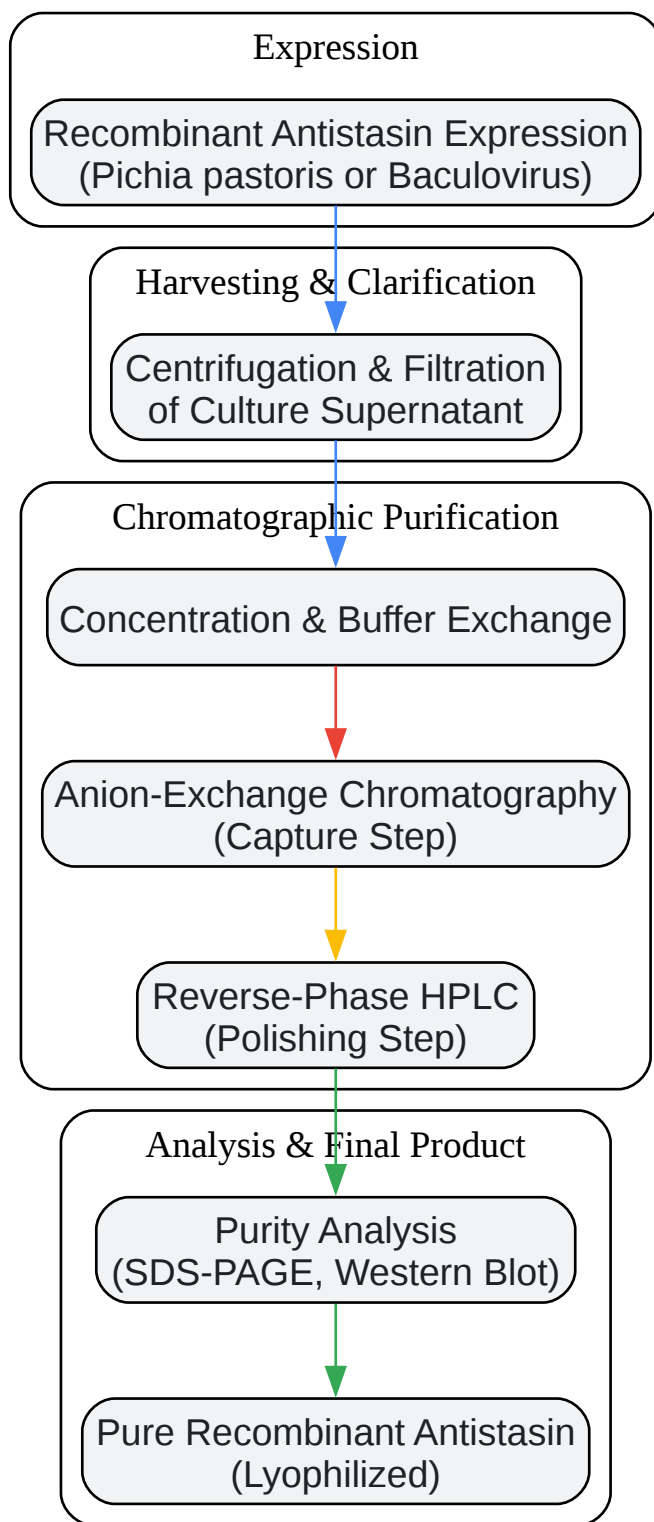 Expression
Recombinant Antistasin Expression
(Pichia pastoris or Baculovirus)
Harvesting & Clarification
Centrifugation & Filtration
of Culture Supernatant
Chromatographic Purification
Concentration & Buffer Exchange
Anion-Exchange Chromatography
(Capture Step)
Reverse-Phase HPLC
(Polishing Step)
Analysis & Final Product
Purity Analysis
(SDS-PAGE, Western Blot)
Pure Recombinant Antistasin
(Lyophilized)